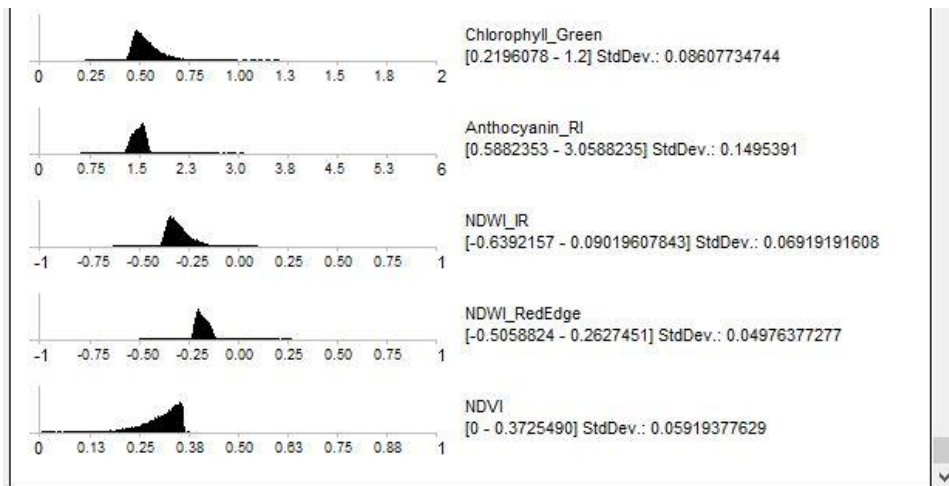 Chlorophyll_Green
[0.2196078 - 1.2] StdDev.: 0.08607734744
0 0.25 0.50 0.75 1.00 1.3 1.5 1.8 2
Anthocyanin_RI
[0.5882353 - 3.0588235] StdDev.: 0.1495391
0 0.75 1.5 2.3 3.0 3.8 4.5 5.3 6
NDWI_IR
[-0.6392157 - 0.09019607843] StdDev.: 0.06919191608
-1 -0.75 -0.50 -0.25 0.00 0.25 0.50 0.75 1
NDWI_RedEdge
[-0.5058824 - 0.2627451] StdDev.: 0.04976377277
-1 -0.75 -0.50 -0.25 0.00 0.25 0.50 0.75 1
NDVI
[0 - 0.3725490] StdDev.: 0.05919377629
0 0.13 0.25 0.38 0.50 0.63 0.75 0.88 1